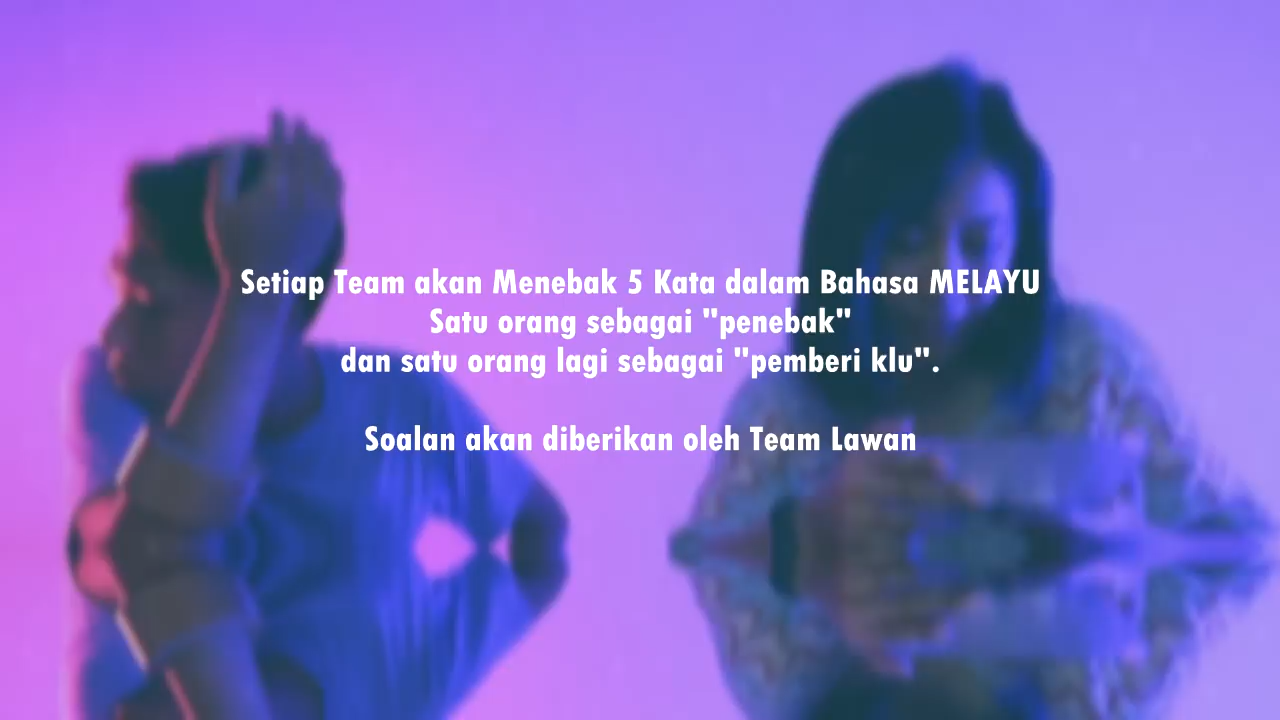 Setiap Team akan Menebak 5 Kata dalam Bahasa MELAYU
Satu orang sebagai "penebak"
dan satu orang lagi sebagai "pemberi klu".
Soalan akan diberikan oleh Team Lawan